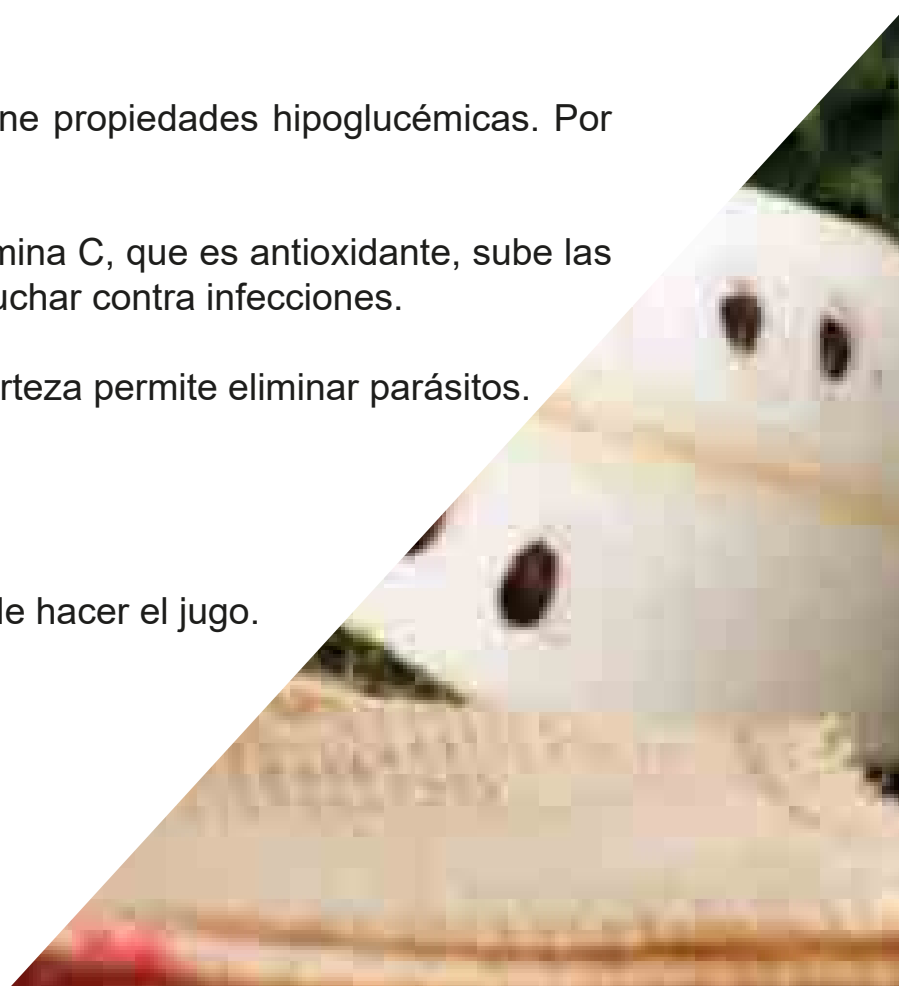 ne propiedades hipoglucémicas. Por
mina C, que es antioxidante, sube las
uchar contra infecciones.
rteza permite eliminar parásitos.
le hacer el jugo.